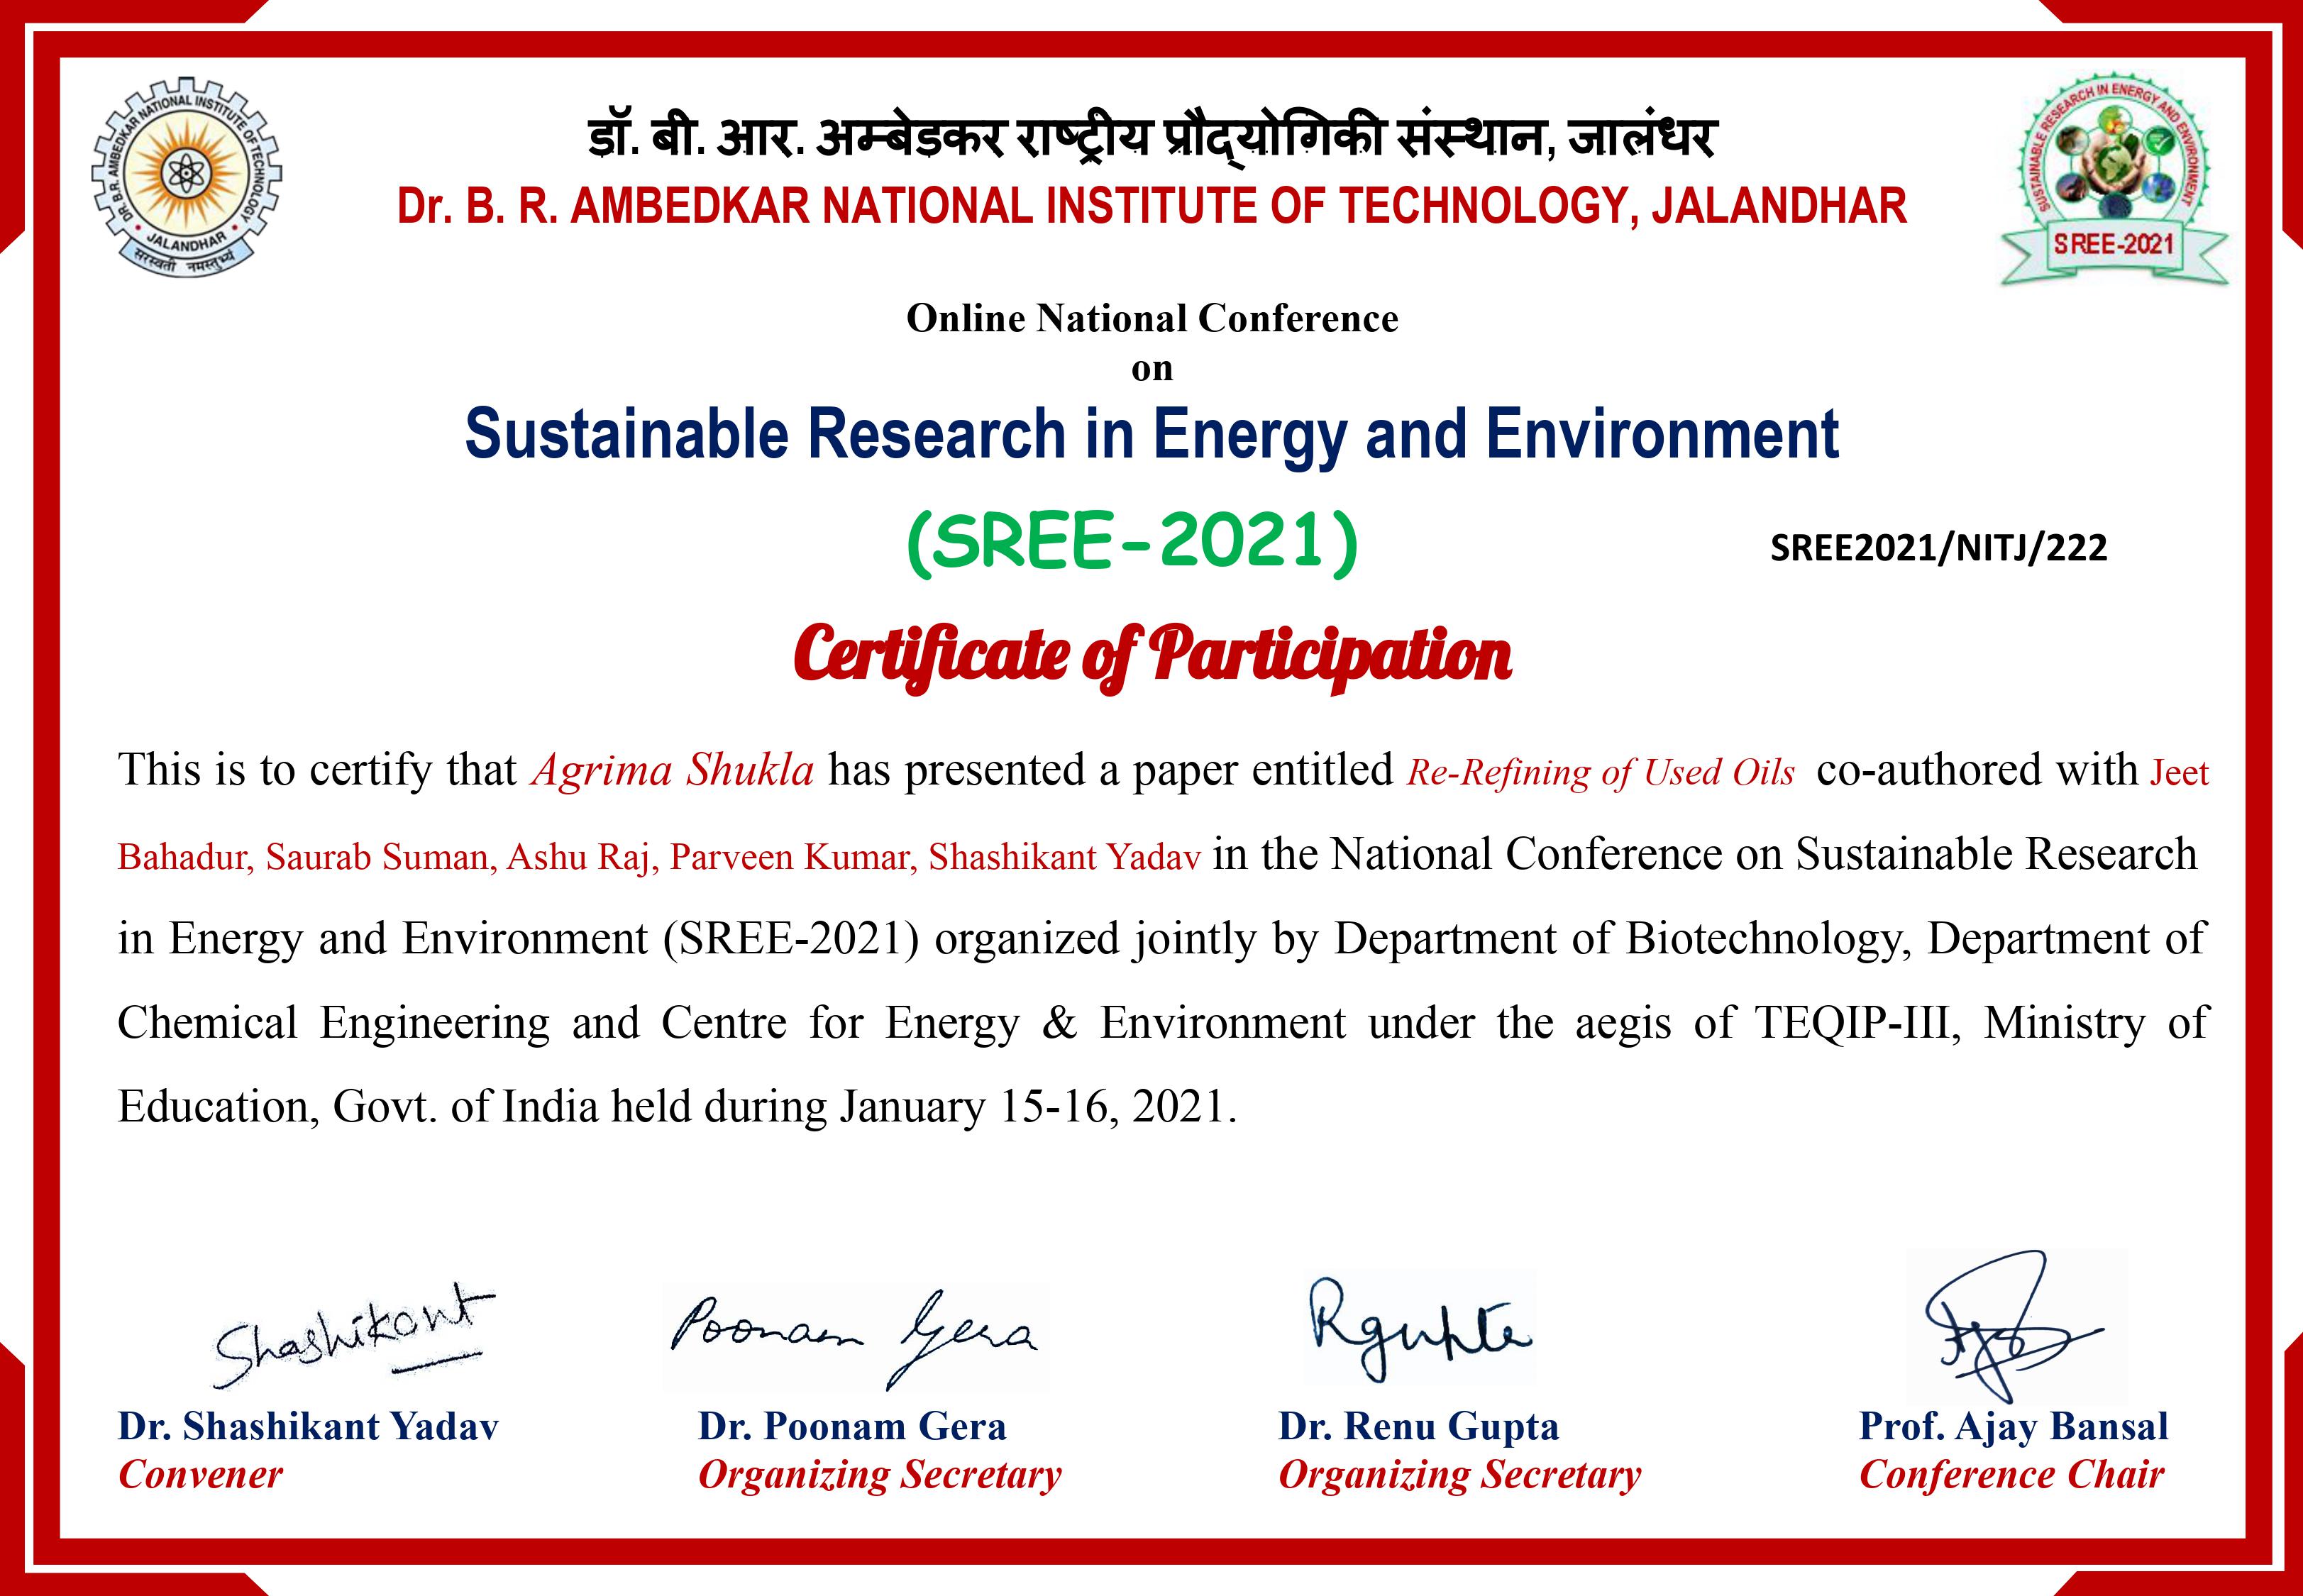 डॉ. बी. आर. अम्बेडकर राष्ट्रीय प्रौद्योगिकी संस्थान, जालंधर
Dr. B. R. AMBEDKAR NATIONAL INSTITUTE OF TECHNOLOGY, JALANDHAR
DR. B.R. AMBEDKAR NATIONAL INSTITUTE OF TECHNOLOGY
JALANDHAR
सरस्वती नमस्तुभ्यं
SUSTAINABLE RESEARCH IN ENERGY AND ENVIRONMENT
SREE-2021
Online National Conference
on
Sustainable Research in Energy and Environment
(SREE-2021)
SREE2021/NITJ/222
Certificate of Participation
This is to certify that Agrima Shukla has presented a paper entitled Re-Refining of Used Oils co-authored with Jeet
Bahadur, Saurab Suman, Ashu Raj, Parveen Kumar, Shashikant Yadav in the National Conference on Sustainable Research
in Energy and Environment (SREE-2021) organized jointly by Department of Biotechnology, Department of
Chemical Engineering and Centre for Energy & Environment under the aegis of TEQIP-III, Ministry of
Education, Govt. of India held during January 15-16, 2021.
Shashikant
Poonam Gera
Rgupta
Dr. Shashikant Yadav
Convener
Dr. Poonam Gera
Organizing Secretary
Dr. Renu Gupta
Organizing Secretary
Prof. Ajay Bansal
Conference Chair